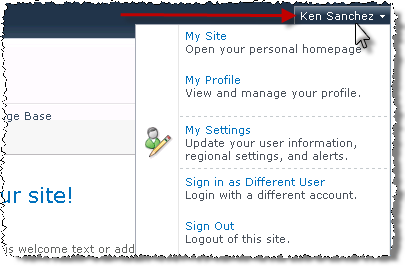 Ken Sanchez
My Site
Open your personal homepage
My Profile
View and manage your profile.
ge Base
My Settings
Update your user information,
regional settings, and alerts.
Sign in as Different User
Login with a different account.
ur site!
Sign Out
Logout of this site.
is welcome text or add